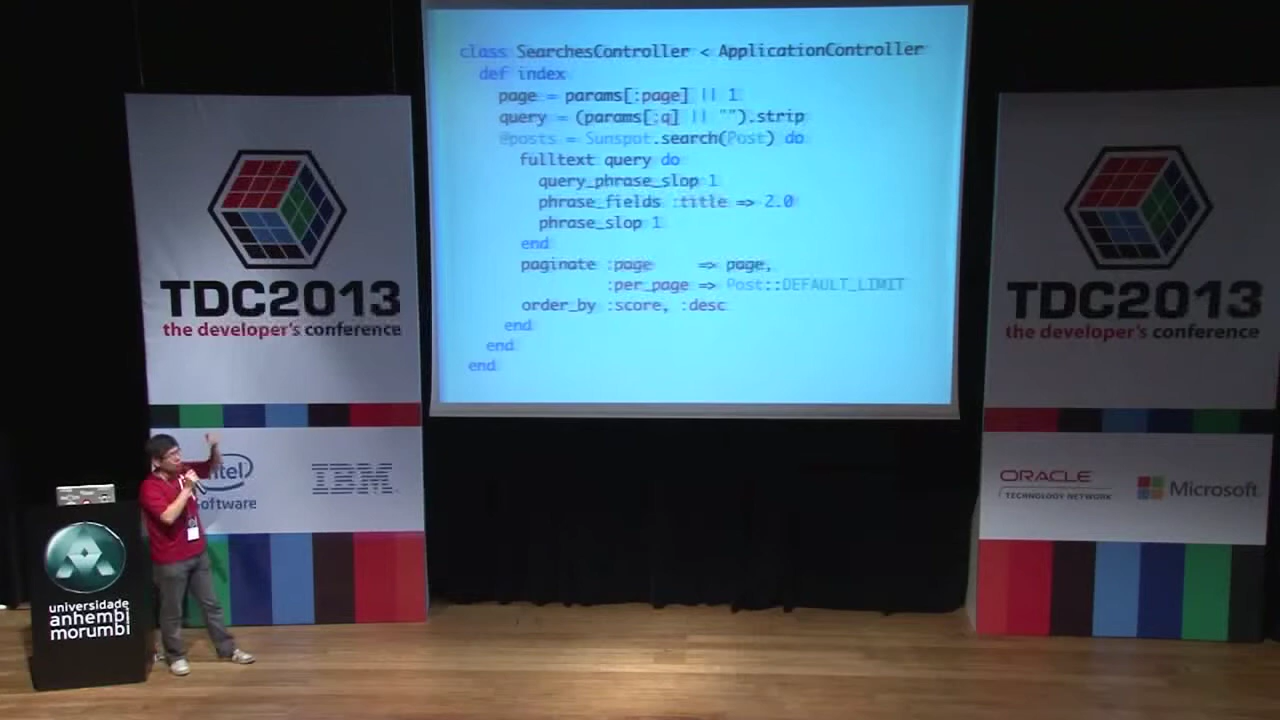 class SearchesController < ApplicationController
def index
page = params[:page] || 1
query = (params[:q] || "").strip
@posts = Sunspot.search(Post) do
fulltext query do
query_phrase_slop 1
phrase_fields :title => 2.0
phrase_slop 1
end
paginate :page => page,
:per_page => Post::DEFAULT_LIMIT
order_by :score, :desc
end
end
end
TDC2013
the developer's conference
intel
Software
IBM
universidade
anhembi
morumbi
TDC2013
the developer's conference
ORACLE
TECHNOLOGY NETWORK
Microsoft